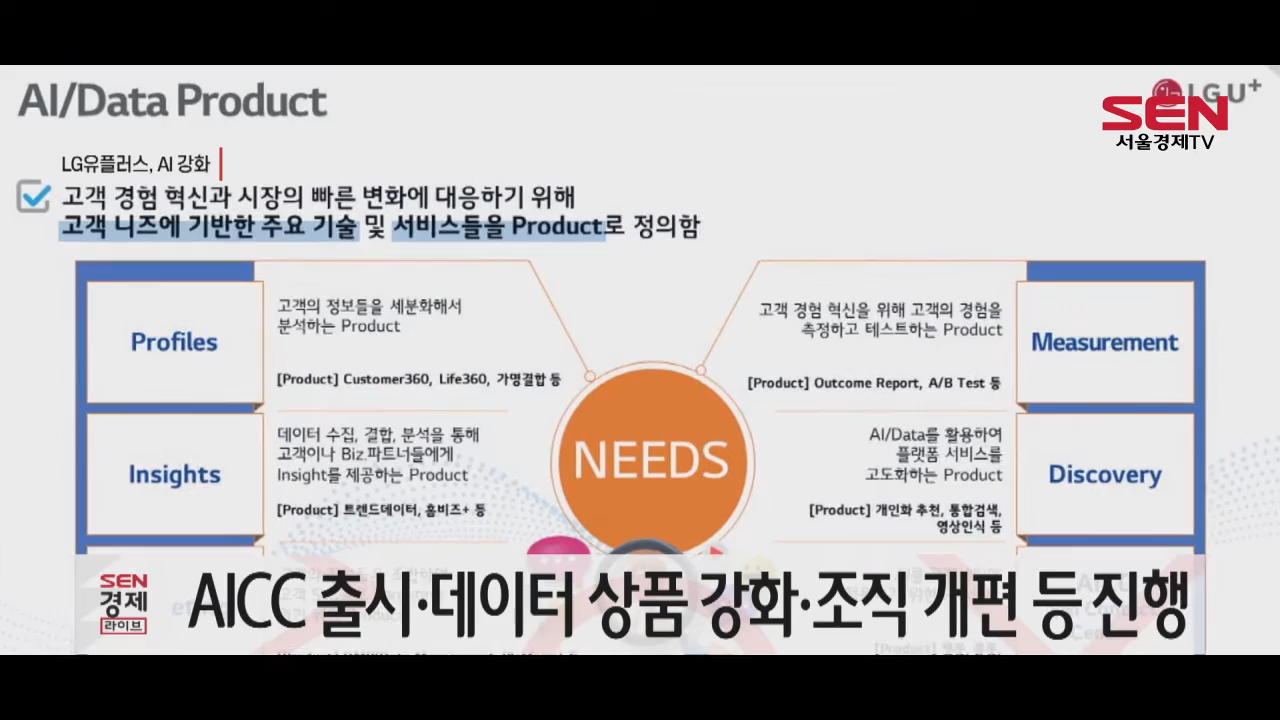 AI/Data Product
LG U+
SEN
서울경제TV
LG유플러스, AI 강화
고객 경험 혁신과 시장의 빠른 변화에 대응하기 위해
고객 니즈에 기반한 주요 기술 및 서비스들을 Product로 정의함
Profiles
고객의 정보들을 세분화해서
분석하는 Product
[Product] Customer360, Life360, 가명결합 등
Insights
데이터 수집, 결합, 분석을 통해
고객이나 Biz.파트너들에게
Insight를 제공하는 Product
[Product] 트렌드데이터, 홈비즈+ 등
NEEDS
고객 경험 혁신을 위해 고객의 경험을
측정하고 테스트하는 Product
[Product] Outcome Report, A/B Test 등
Measurement
AI/Data를 활용하여
플랫폼 서비스를
고도화하는 Product
[Product] 개인화 추천, 통합검색,
영상인식 등
Discovery
SEN
경제
라이브
AICC 출시·데이터 상품 강화·조직 개편 등 진행